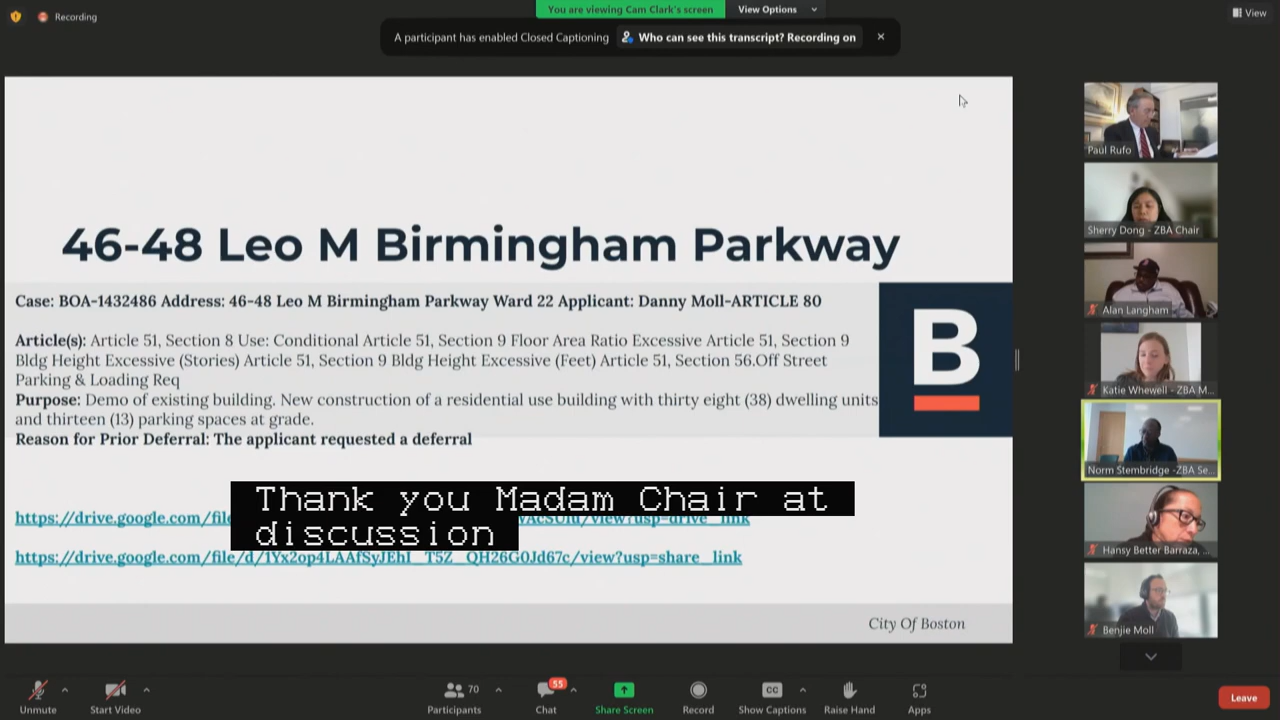 Recording
You are viewing Cam Clark's screen
View Options
View
A participant has enabled Closed Captioning
Who can see this transcript? Recording on
46-48 Leo M Birmingham Parkway
Case: BOA-1432486 Address: 46-48 Leo M Birmingham Parkway Ward 22 Applicant: Danny Moll-ARTICLE 80
Article(s): Article 51, Section 8 Use: Conditional Article 51, Section 9 Floor Area Ratio Excessive Article 51, Section 9
Bldg Height Excessive (Stories) Article 51, Section 9 Bldg Height Excessive (Feet) Article 51, Section 56.Off Street
Parking & Loading Req
Purpose: Demo of existing building. New construction of a residential use building with thirty eight (38) dwelling units
and thirteen (13) parking spaces at grade.
Reason for Prior Deferral: The applicant requested a deferral
B
Thank you Madam Chair at
discussion
https://drive.google.com/file
https://drive.google.com/file/d/1Yx2op4LAAfSyJEhI_T5Z_QH26G0Jd67c/view?usp=share_link
City Of Boston
Paul Rufo
Sherry Dong - ZBA Chair
Alan Langham
Katie Whewell - ZBA M...
Norm Stembridge -ZBA Se...
Hansy Better Barraza, ...
Benjie Moll
Unmute
Start Video
70
Participants
55
Chat
Share Screen
Record
CC
Show Captions
Raise Hand
Apps
Leave